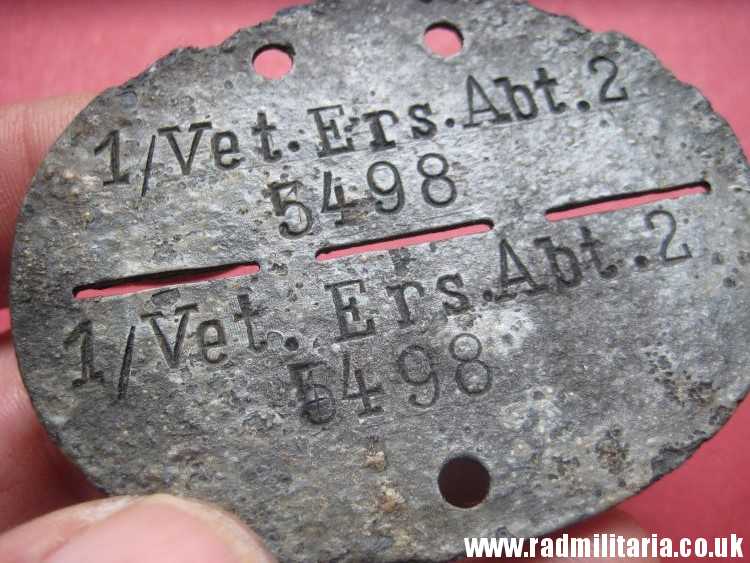 1/Vet.Ers.Abt.2
5498
1/Vet. Ers.Abt.2
5498
www.radmilitaria.co.uk